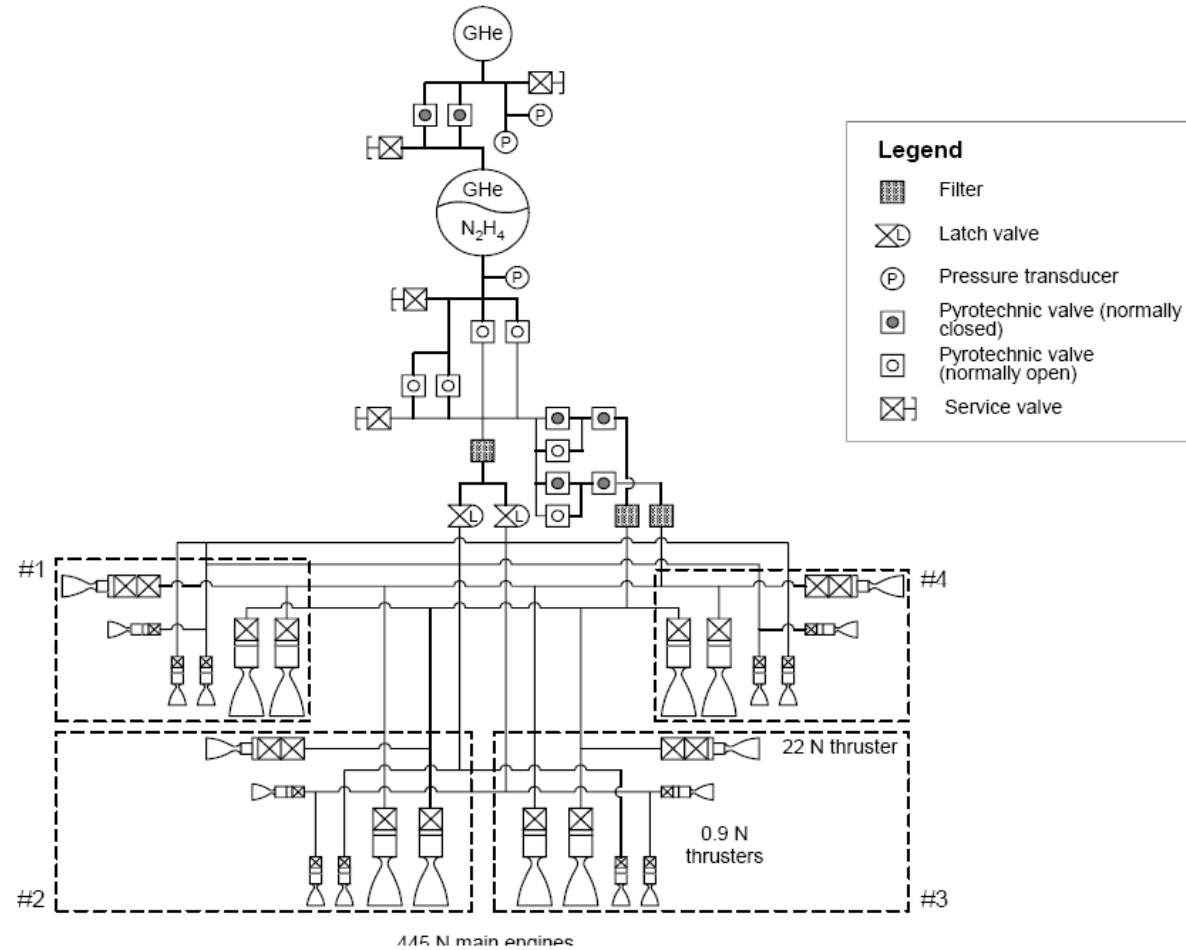 GHe
P
P
GHe
N₂H₄
P
Legend
Filter
L Latch valve
P Pressure transducer
Pyrotechnic valve (normally
closed)
Pyrotechnic valve
(normally open)
Service valve
L
L
#1
#4
#2
#3
22 N thruster
0.9 N
thrusters
445 N main engines